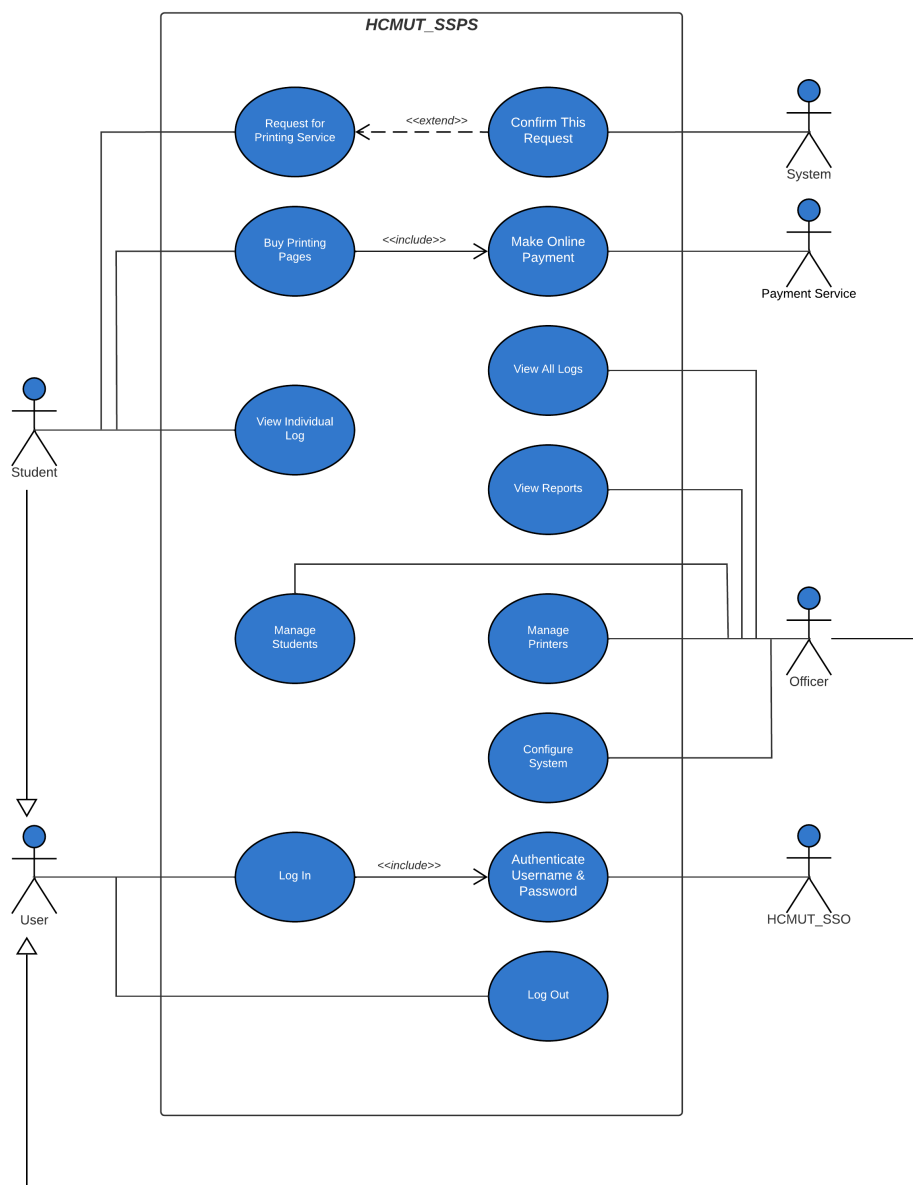 HCMUT_SSPS
Request for
Printing Service
<<extend>>
Confirm This
Request
System
Buy Printing
Pages
<<include>>
Make Online
Payment
Payment Service
View All Logs
View Individual
Log
Student
View Reports
Manage
Students
Manage
Printers
Officer
Configure
System
Log In
<<include>>
Authenticate
Username &
Password
User
HCMUT_SSO
Log Out